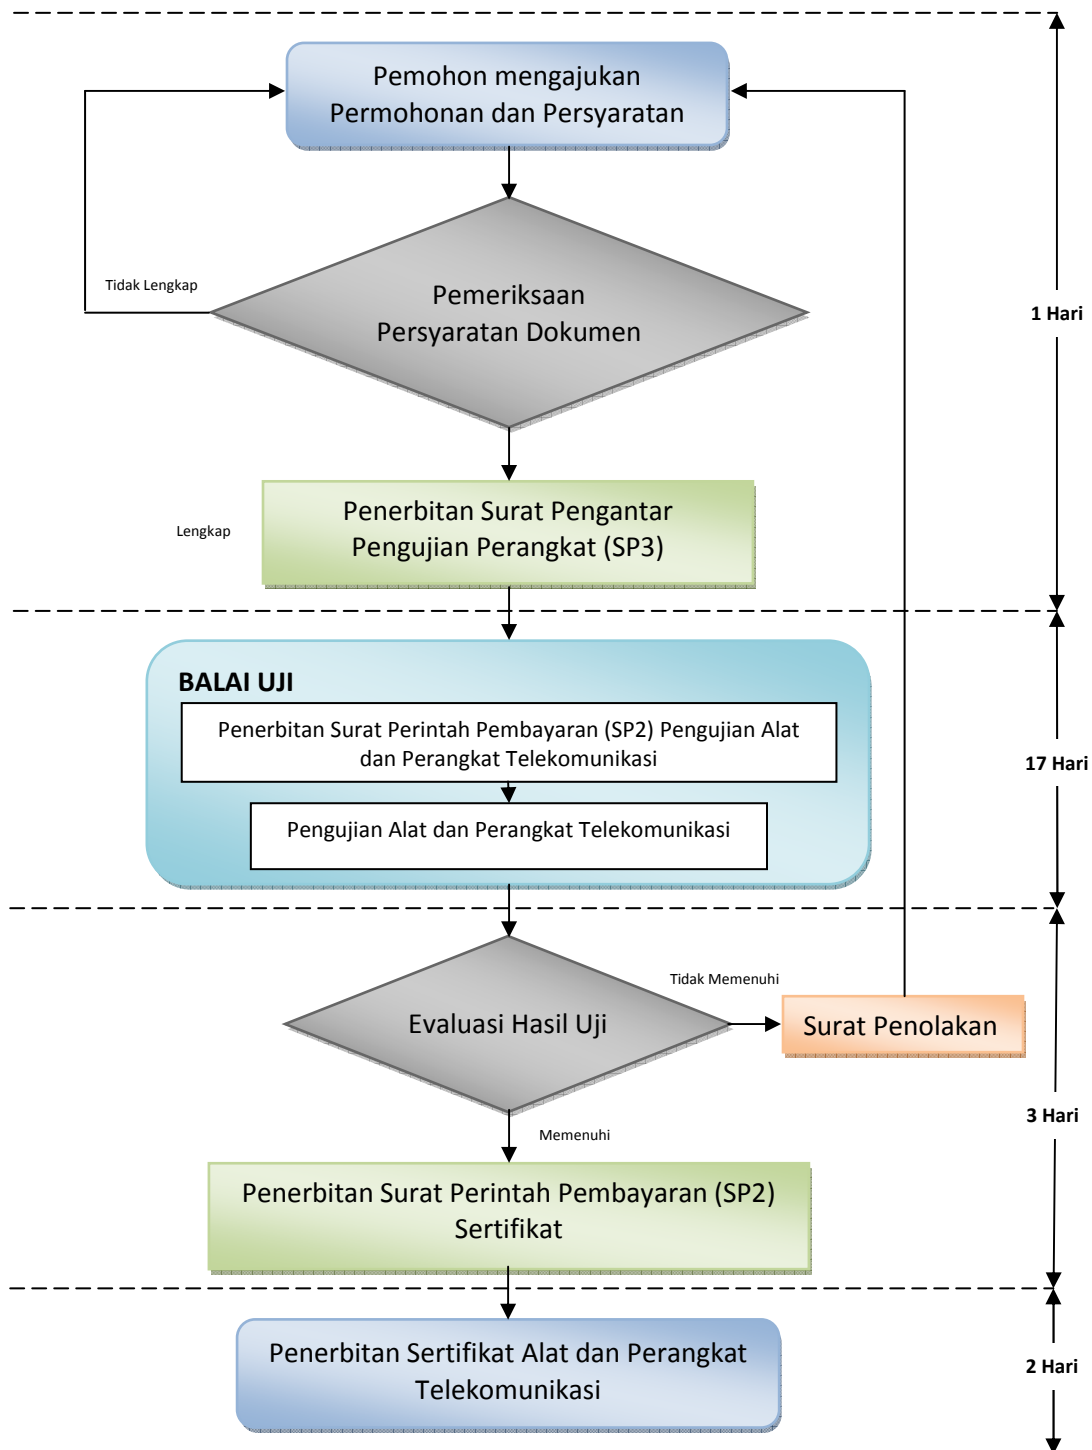 Pemohon mengajukan
Permohonan dan Persyaratan
Tidak Lengkap
Pemeriksaan
Persyaratan Dokumen
1 Hari
Lengkap
Penerbitan Surat Pengantar
Pengujian Perangkat (SP3)
BALAI UJI
Penerbitan Surat Perintah Pembayaran (SP2) Pengujian Alat
dan Perangkat Telekomunikasi
Pengujian Alat dan Perangkat Telekomunikasi
17 Hari
Evaluasi Hasil Uji
Tidak Memenuhi
Surat Penolakan
Memenuhi
3 Hari
Penerbitan Surat Perintah Pembayaran (SP2)
Sertifikat
Penerbitan Sertifikat Alat dan Perangkat
Telekomunikasi
2 Hari